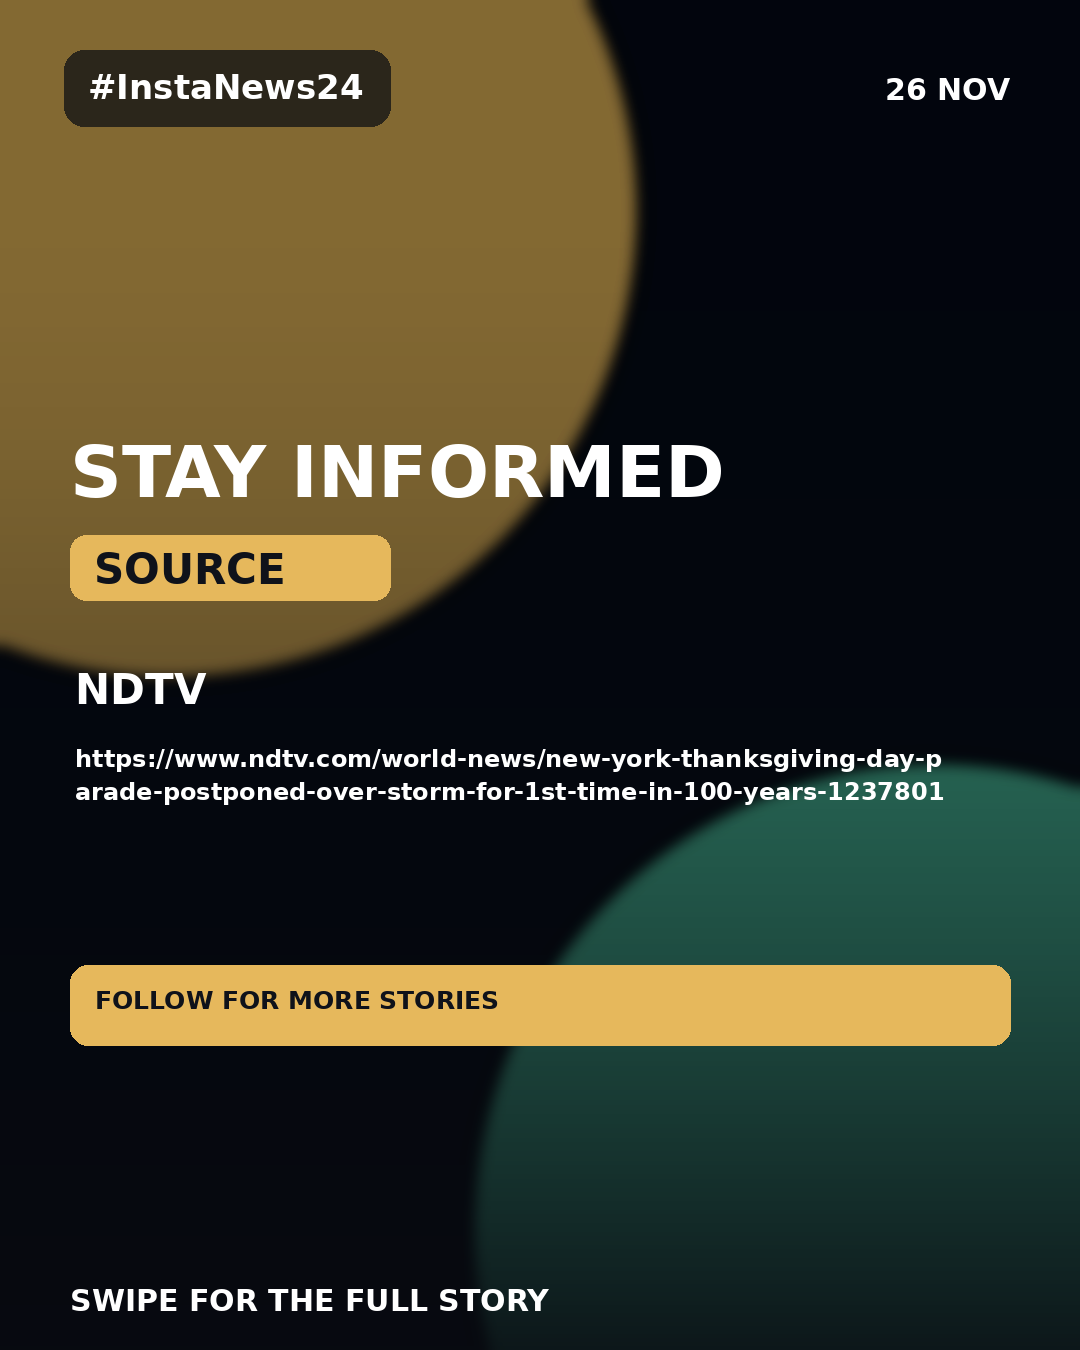 #InstaNews24
26 NOV
STAY INFORMED
SOURCE
NDTV
https://www.ndtv.com/world-news/new-york-thanksgiving-day-p
arade-postponed-over-storm-for-1st-time-in-100-years-1237801
FOLLOW FOR MORE STORIES
SWIPE FOR THE FULL STORY